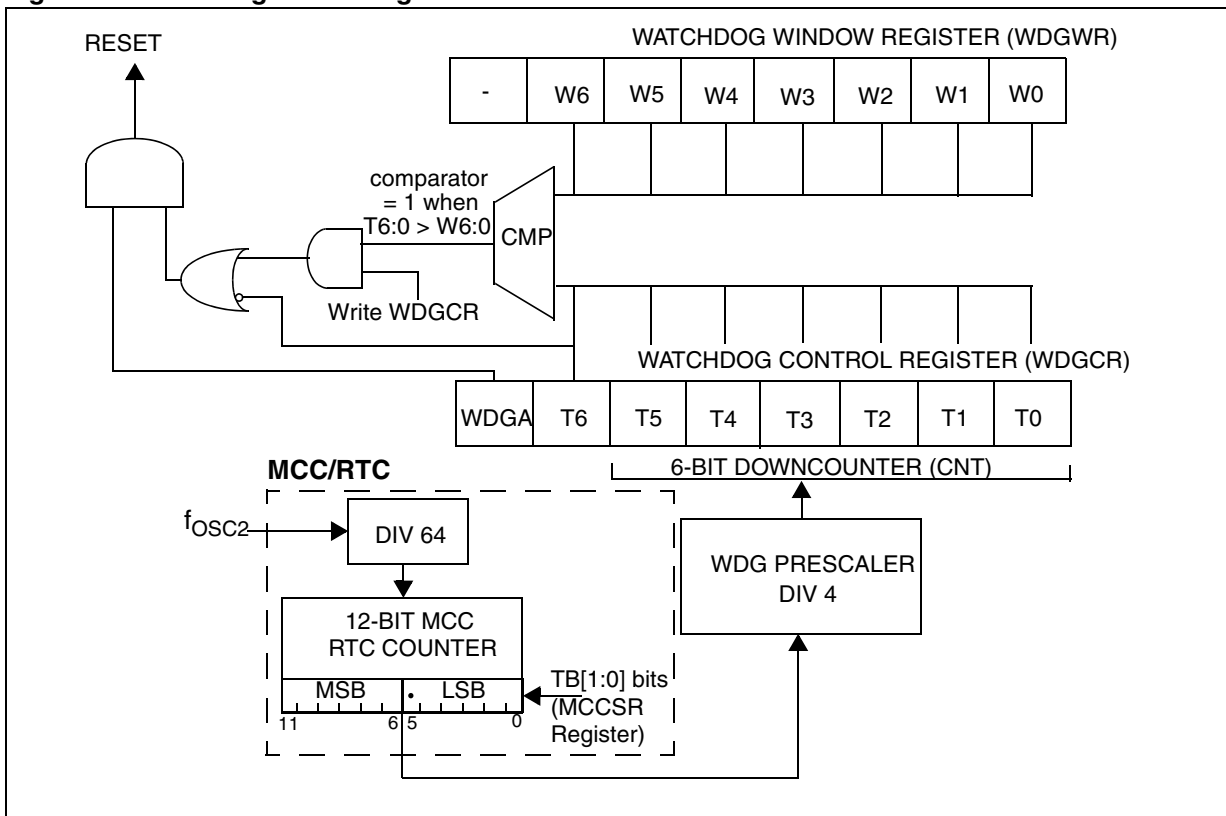 RESET
WATCHDOG WINDOW REGISTER (WDGWR)
- W6 W5 W4 W3 W2 W1 W0
comparator
= 1 when
T6:0 > W6:0
CMP
Write WDGCR
WATCHDOG CONTROL REGISTER (WDGCR)
WDGA T6 T5 T4 T3 T2 T1 T0
6-BIT DOWNCOUNTER (CNT)
MCC/RTC
fOSC2
DIV 64
WDG PRESCALER
DIV 4
12-BIT MCC
RTC COUNTER
MSB LSB
11 6 5 0
TB[1:0] bits
(MCCSR
Register)